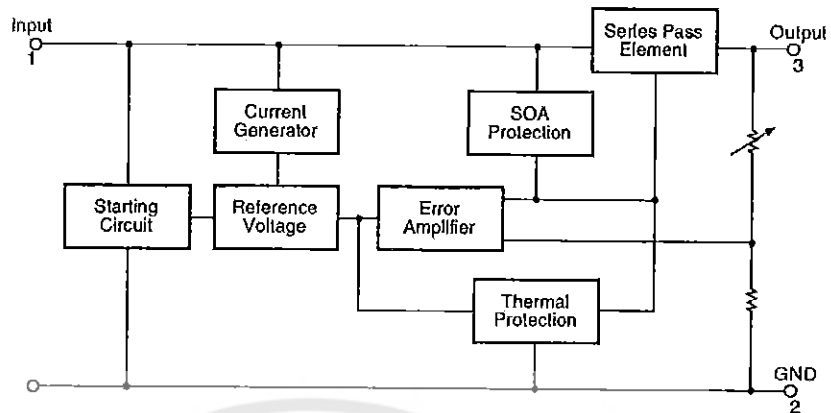 Input
1
Series Pass
Element
Output
3
Current
Generator
SOA
Protection
Starting
Circuit
Reference
Voltage
Error
Amplifier
Thermal
Protection
GND
2